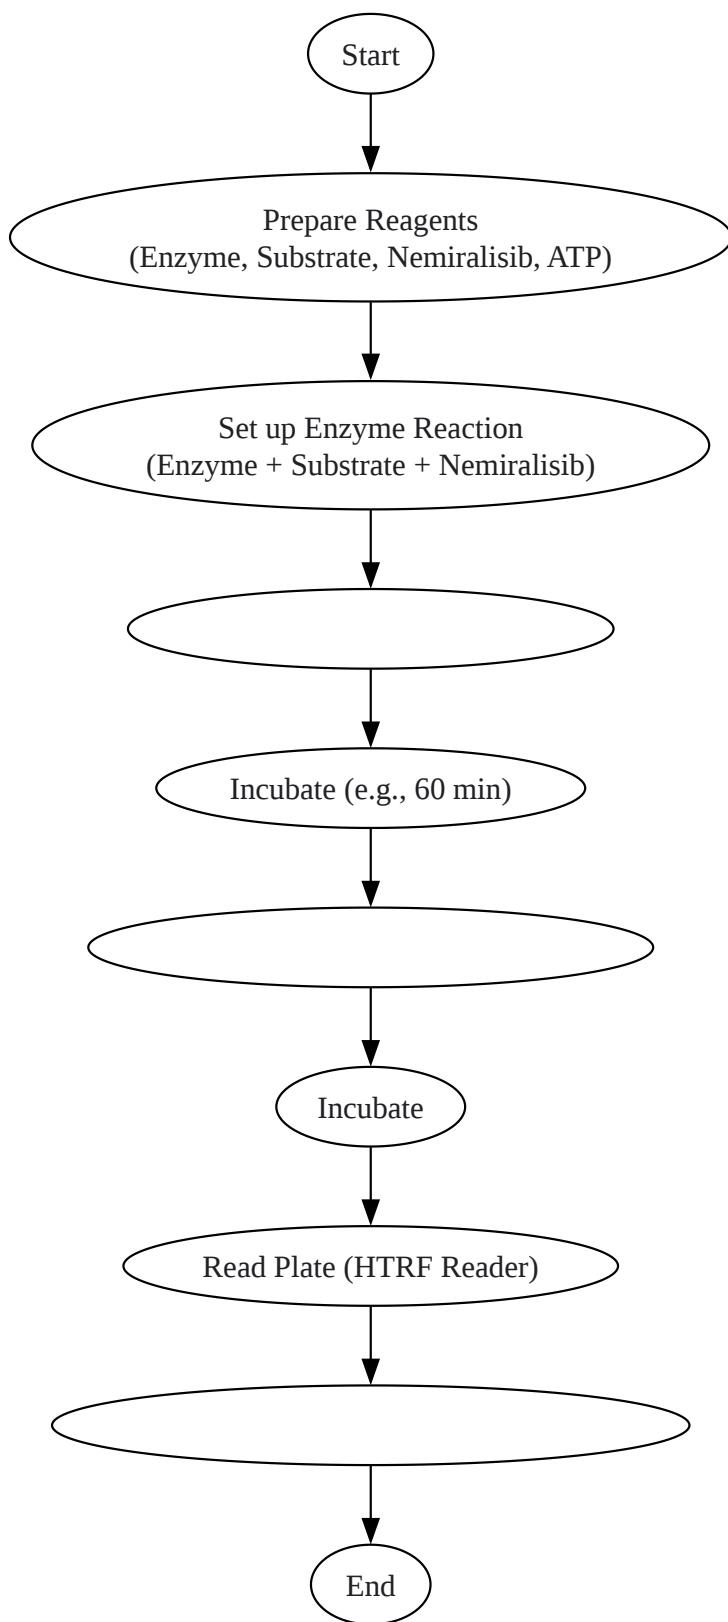 Start
Prepare Reagents
(Enzyme, Substrate, Nemiralisib, ATP)
Set up Enzyme Reaction
(Enzyme + Substrate + Nemiralisib)
Incubate (e.g., 60 min)
Incubate
Read Plate (HTRF Reader)
End